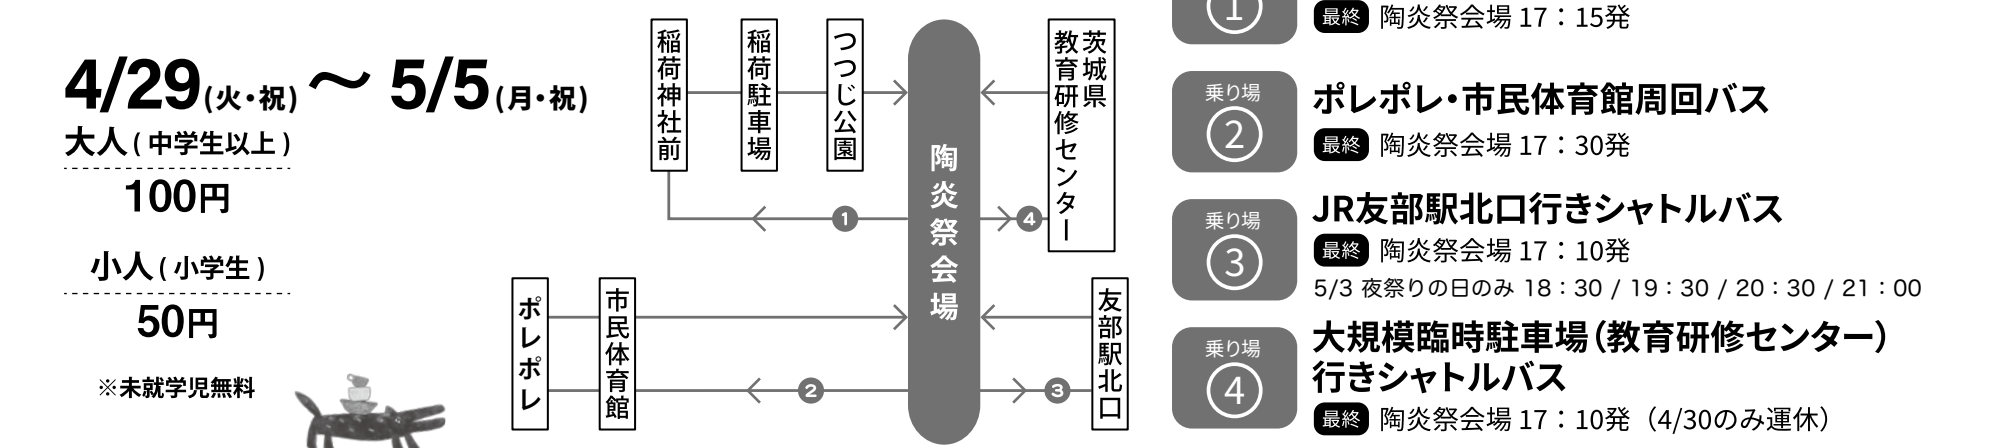 4/29(火・祝)〜 5/5(月・祝)
大人(中学生以上)
100円
小人(小学生)
50円
※未就学児無料
稲荷神社前
稲荷駐車場
つつじ公園
陶炎祭会場
茨城県
教育研修センター
1
4
ポレポレ
市民体育館
友部駅北口
2
3
1
最終 陶炎祭会場 17：15発
乗り場
2
ポレポレ・市民体育館周回バス
最終 陶炎祭会場 17：30発
乗り場
3
JR友部駅北口行きシャトルバス
最終 陶炎祭会場 17：10発
5/3 夜祭りの日のみ 18：30 / 19：30 / 20：30 / 21：00
乗り場
4
大規模臨時駐車場（教育研修センター）
行きシャトルバス
最終 陶炎祭会場 17：10発（4/30のみ運休）